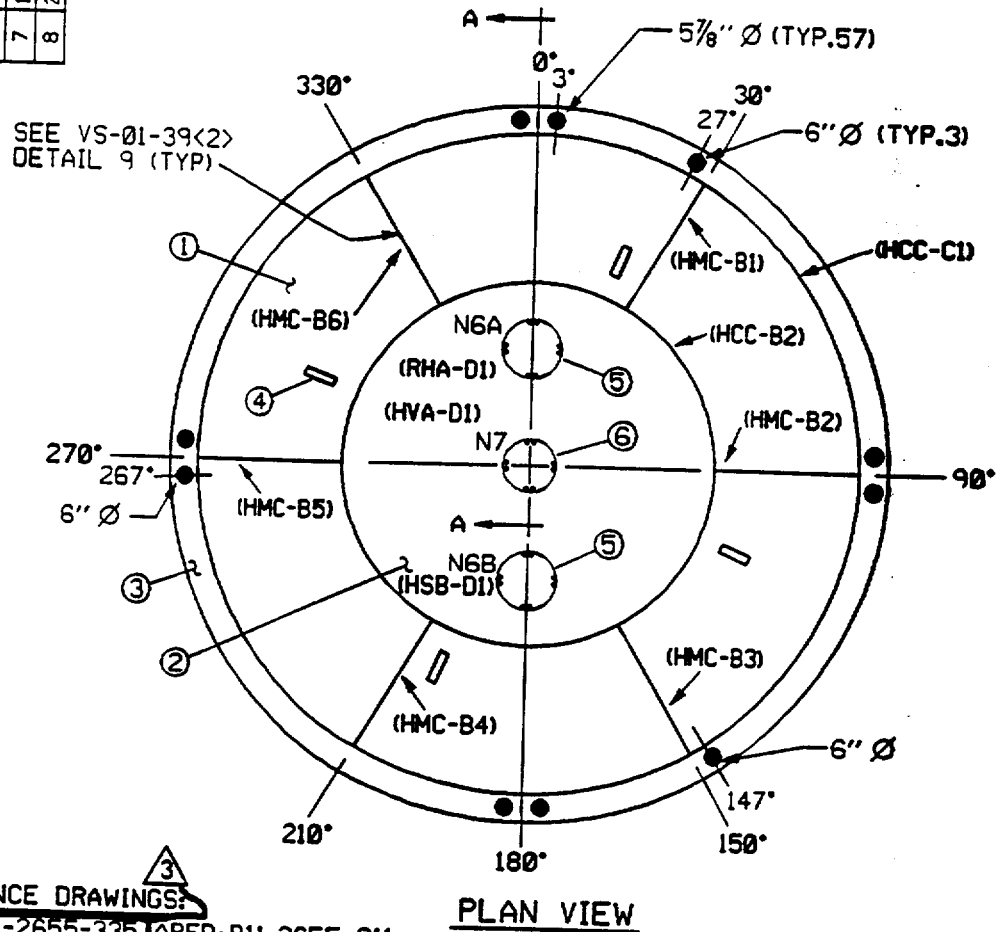 7
8
A
5⅞" Ø (TYP.57)
0°
3°
330°
30°
27°
SEE VS-01-39<2>
DETAIL 9 (TYP)
6" Ø (TYP.3)
1
(HMC-B1)
(HCC-C1)
(HMC-B6)
N6A
(HCC-B2)
(RHA-D1)
5
4
(HVA-D1)
(HMC-B2)
N7
6
270°
267°
90°
(HMC-B5)
6" Ø
A
5
N6B
3
(HSB-D1)
2
(HMC-B3)
(HMC-B4)
6" Ø
147°
210°
150°
180°
3
NCE DRAWINGS:
PLAN VIEW